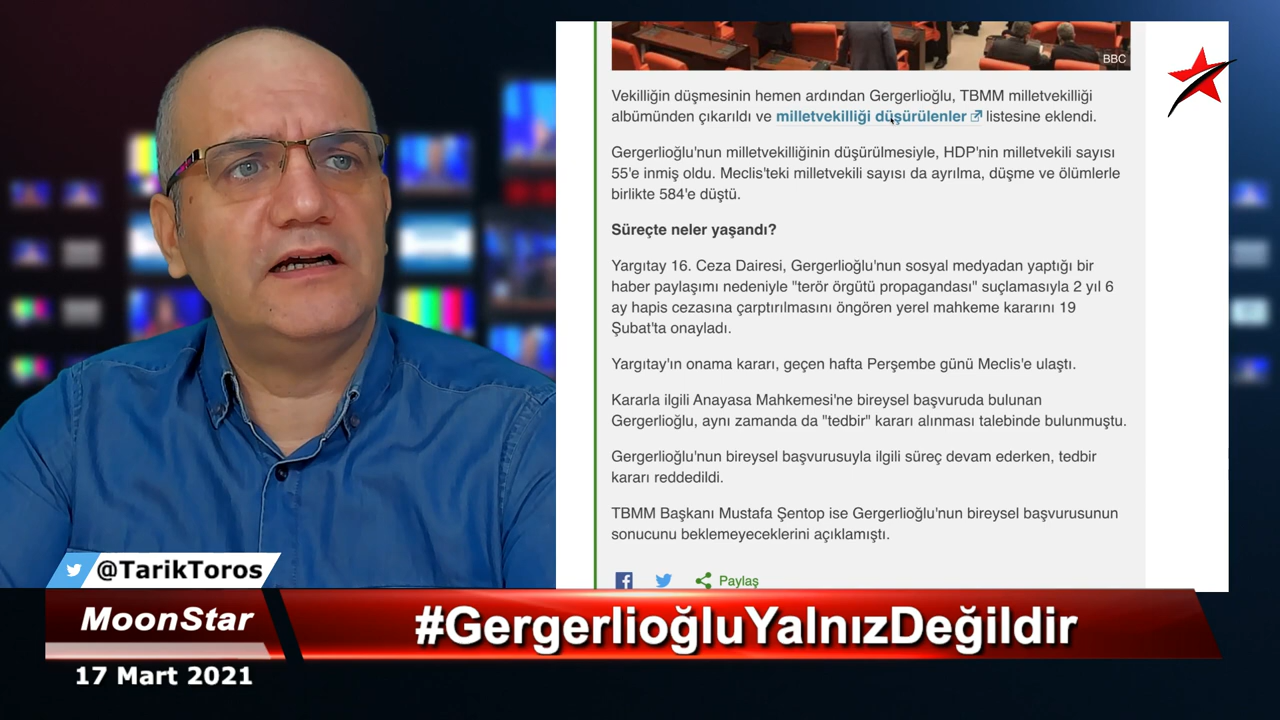 BBC
Vekilliğin düşmesinin hemen ardından Gergerlioğlu, TBMM milletvekilliği
albümünden çıkarıldı ve milletvekilliği düşürülenler listesine eklendi.
Gergerlioğlu'nun milletvekilliğinin düşürülmesiyle, HDP'nin milletvekili sayısı
55'e inmiş oldu. Meclis'teki milletvekili sayısı da ayrılma, düşme ve ölümlerle
birlikte 584'e düştü.
Süreçte neler yaşandı?
Yargıtay 16. Ceza Dairesi, Gergerlioğlu'nun sosyal medyadan yaptığı bir
haber paylaşımı nedeniyle "terör örgütü propagandası" suçlamasıyla 2 yıl 6
ay hapis cezasına çarptırılmasını öngören yerel mahkeme kararını 19
Şubat'ta onayladı.
Yargıtay'ın onama kararı, geçen hafta Perşembe günü Meclis'e ulaştı.
Kararla ilgili Anayasa Mahkemesi'ne bireysel başvuruda bulunan
Gergerlioğlu, aynı zamanda da "tedbir" kararı alınması talebinde bulunmuştu.
Gergerlioğlu'nun bireysel başvurusuyla ilgili süreç devam ederken, tedbir
kararı reddedildi.
TBMM Başkanı Mustafa Şentop ise Gergerlioğlu'nun bireysel başvurusunun
sonucunu beklemeyeceklerini açıklamıştı.
Paylaş
@TarikToros
MoonStar
#GergerlioğluYalnızDeğildir
17 Mart 2021